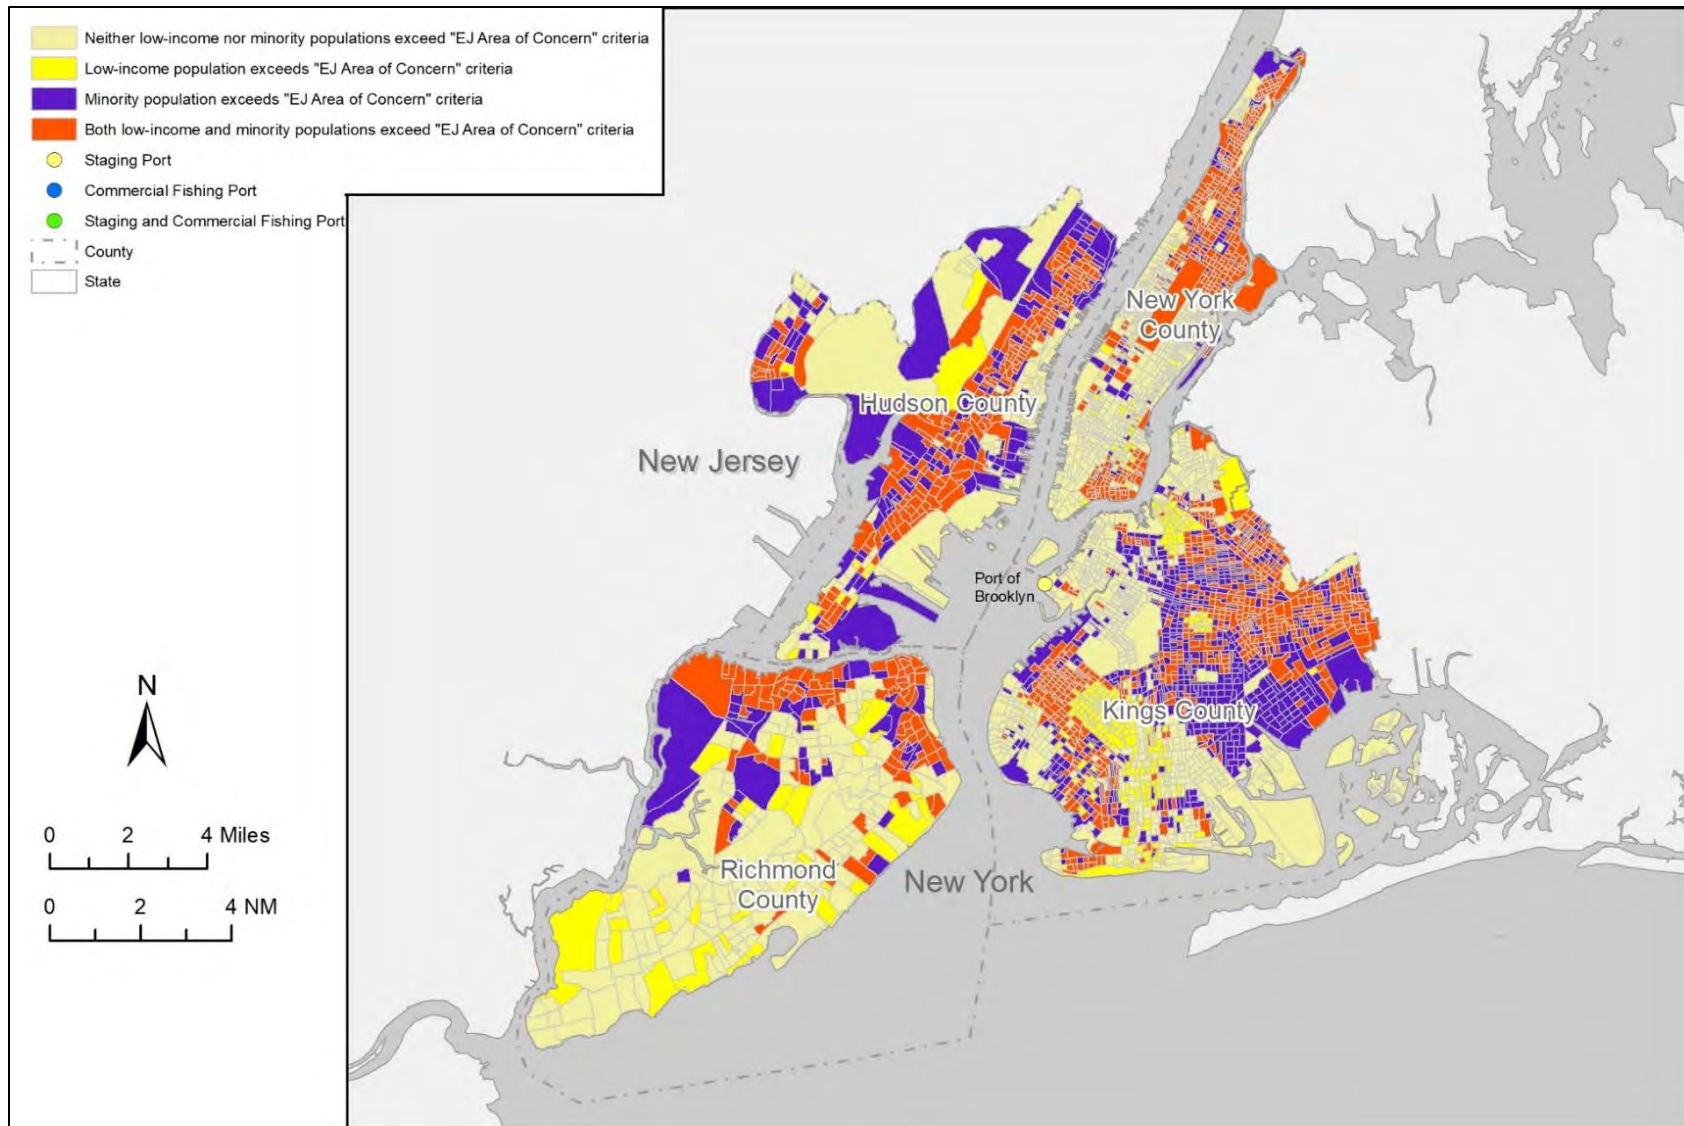 Neither low-income nor minority populations exceed "EJ Area of Concern" criteria
Low-income population exceeds "EJ Area of Concern" criteria
Minority population exceeds "EJ Area of Concern" criteria
Both low-income and minority populations exceed "EJ Area of Concern" criteria
Staging Port
Commercial Fishing Port
Staging and Commercial Fishing Port
County
State
New York
County
Hudson County
New Jersey
Port of
Brooklyn
Kings County
Richmond
County
New York
N
0 2 4 Miles
0 2 4 NM